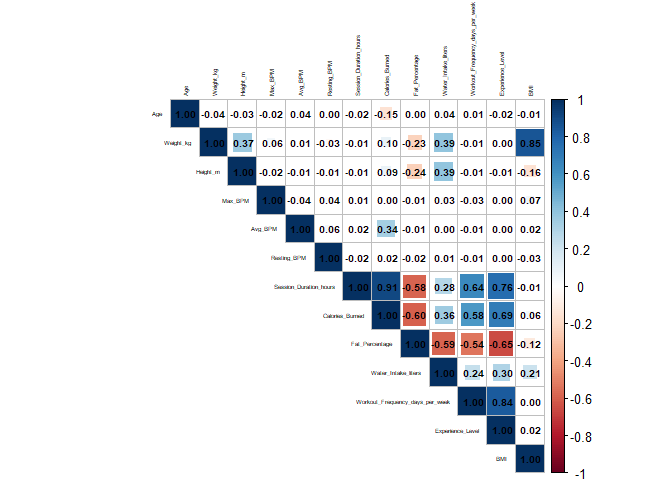 Age
Weight_kg
Height_m
Max_BPM
Avg_BPM
Resting_BPM
Session_Duration_hours
Calories_Burned
Fat_Percentage
Water_Intake_liters
Workout_Frequency_days_per_week
Experience_Level
BMI
Age 1.00 -0.04 -0.03 -0.02 0.04 0.00 -0.02 -0.15 0.00 0.04 0.01 -0.02 -0.01
Weight_kg 1.00 0.37 0.06 0.01 -0.03 -0.01 0.10 -0.23 0.39 -0.01 0.00 0.85
Height_m 1.00 -0.02 -0.01 -0.01 -0.01 0.09 -0.24 0.39 -0.01 -0.01 -0.16
Max_BPM 1.00 -0.04 0.04 0.01 0.00 -0.01 0.03 -0.03 0.00 0.07
Avg_BPM 1.00 0.06 0.02 0.34 -0.01 0.00 -0.01 0.00 0.02
Resting_BPM 1.00 -0.02 0.02 -0.02 0.01 -0.01 0.00 -0.03
Session_Duration_hours 1.00 0.91 -0.58 0.28 0.64 0.76 -0.01
Calories_Burned 1.00 -0.60 0.36 0.58 0.69 0.06
Fat_Percentage 1.00 -0.59 -0.54 -0.65 -0.12
Water_Intake_liters 1.00 0.24 0.30 0.21
Workout_Frequency_days_per_week 1.00 0.84 0.00
Experience_Level 1.00 0.02
BMI 1.00
1
0.8
0.6
0.4
0.2
0
-0.2
-0.4
-0.6
-0.8
-1